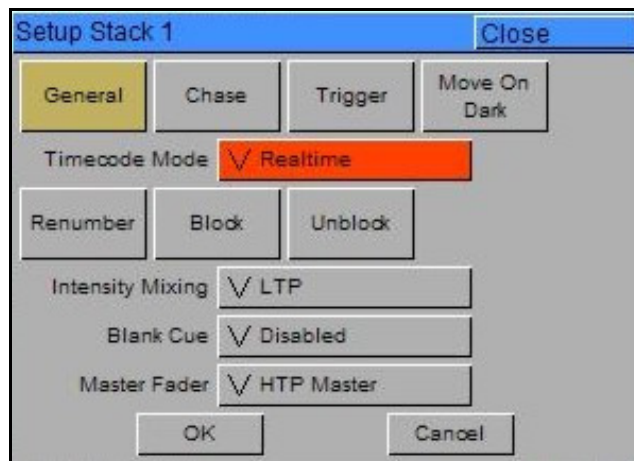 Setup Stack 1 Close
General Chase Trigger Move On Dark
Timecode Mode Realtime
Renumber Block Unblock
Intensity Mixing LTP
Blank Cue Disabled
Master Fader HTP Master
OK Cancel